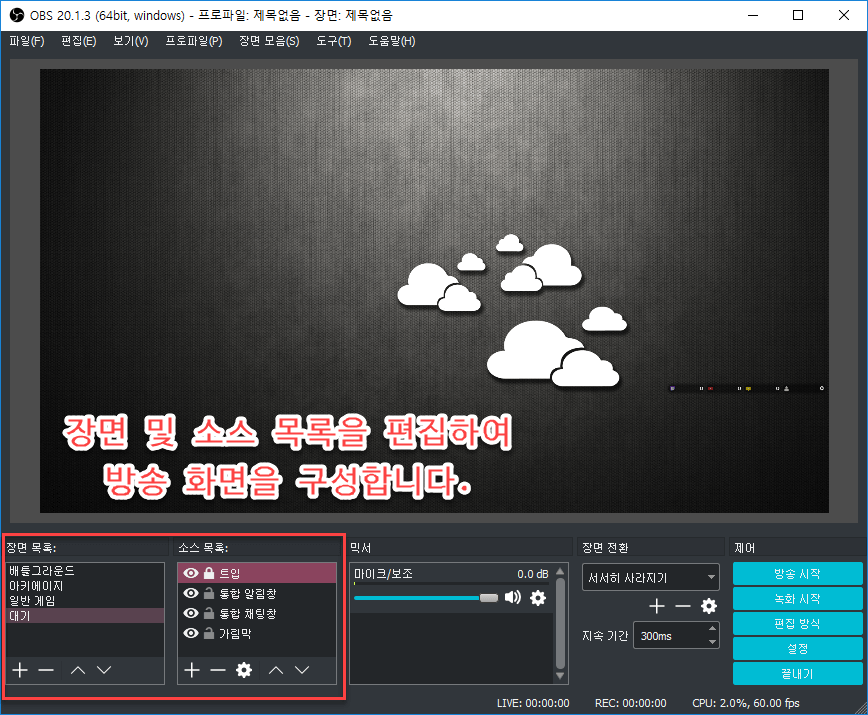 OBS 20.1.3 (64bit, windows) - 프로파일: 제목없음 - 장면: 제목없음
파일(F) 편집(E) 보기(V) 프로파일(P) 장면 모음(S) 도구(T) 도움말(H)
장면 및 소스 목록을 편집하여
방송 화면을 구성합니다.
장면 목록:
배틀그라운드
아키에이지
일반 게임
대기
소스 목록:
트입
통합 알림창
통합 채팅창
가림막
믹서
마이크/보조 0.0 dB
장면 전환
서서히 사라지기
지속 기간 300ms
제어
방송 시작
녹화 시작
편집 방식
설정
끝내기
LIVE: 00:00:00 REC: 00:00:00 CPU: 2.0%, 60.00 fps